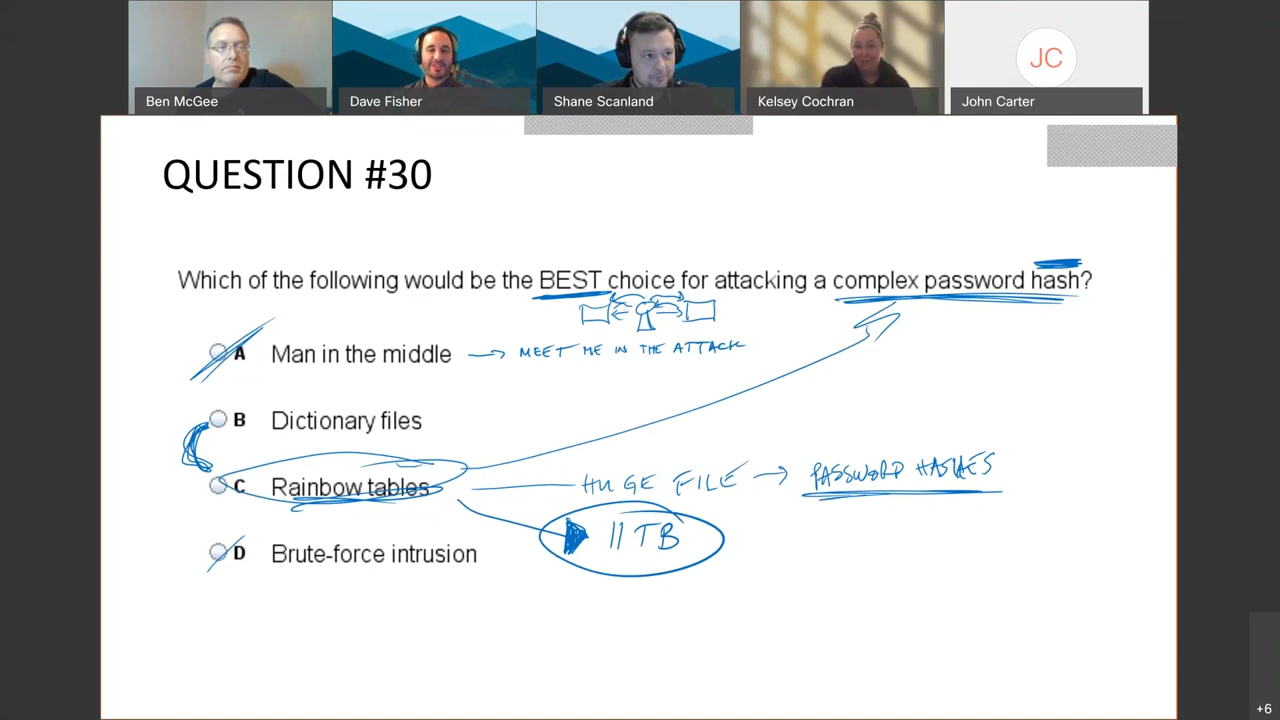 Ben McGee
Dave Fisher
Shane Scanland
Kelsey Cochran
JC
John Carter
QUESTION #30
Which of the following would be the BEST choice for attacking a complex password hash?
A Man in the middle → MEET ME IN THE ATTACK
B Dictionary files
C Rainbow tables HUGE FILE → PASSWORD HASHES
11 TB
D Brute-force intrusion
+6